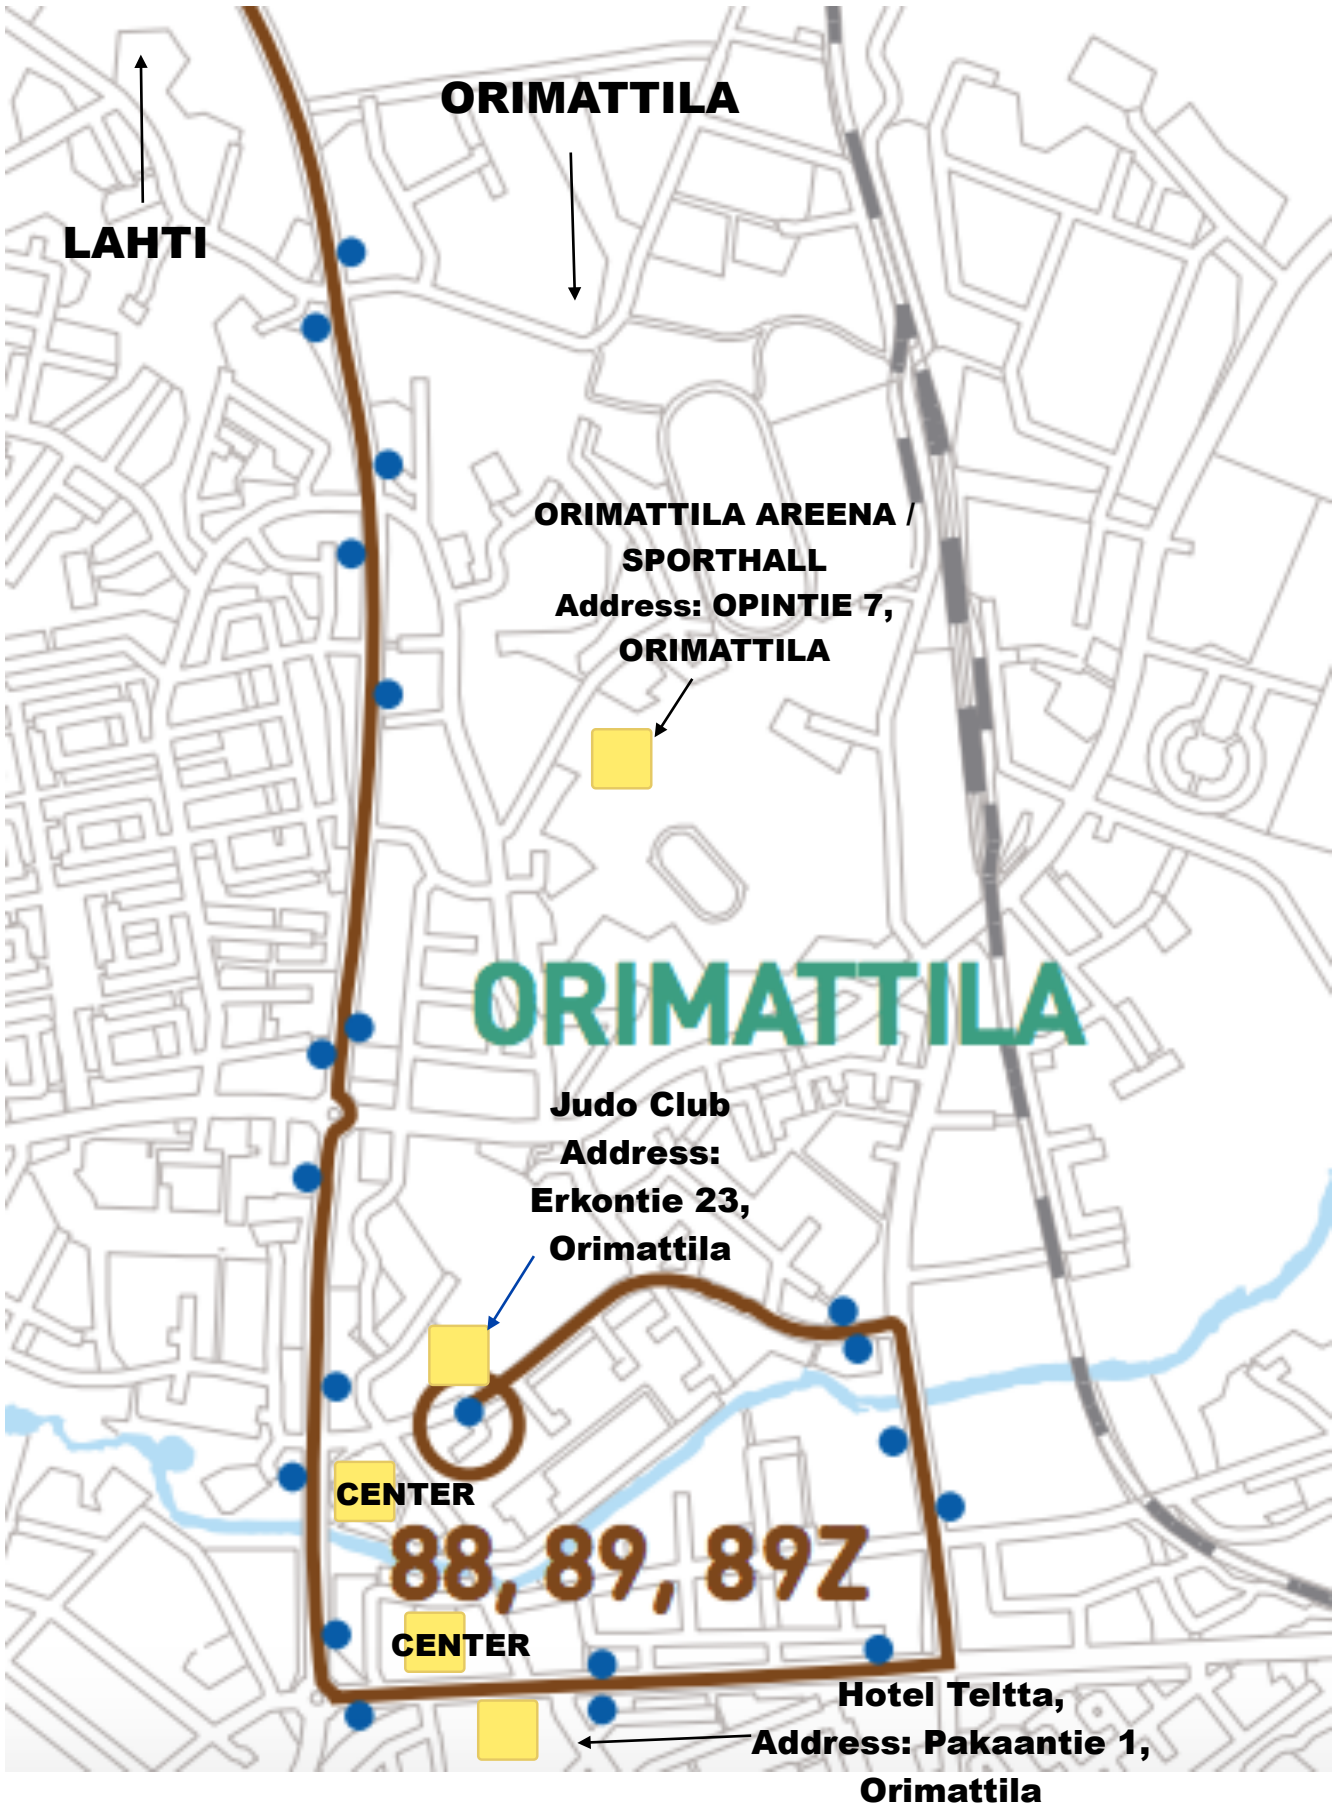 ORIMATTILA
LAHTI
ORIMATTILA AREENA /
SPORTHALL
Address: OPINTIE 7,
ORIMATTILA
ORIMATTILA
Judo Club
Address:
Erkontie 23,
Orimattila
CENTER
88, 89, 89Z
CENTER
Hotel Teltta,
Address: Pakaantie 1,
Orimattila